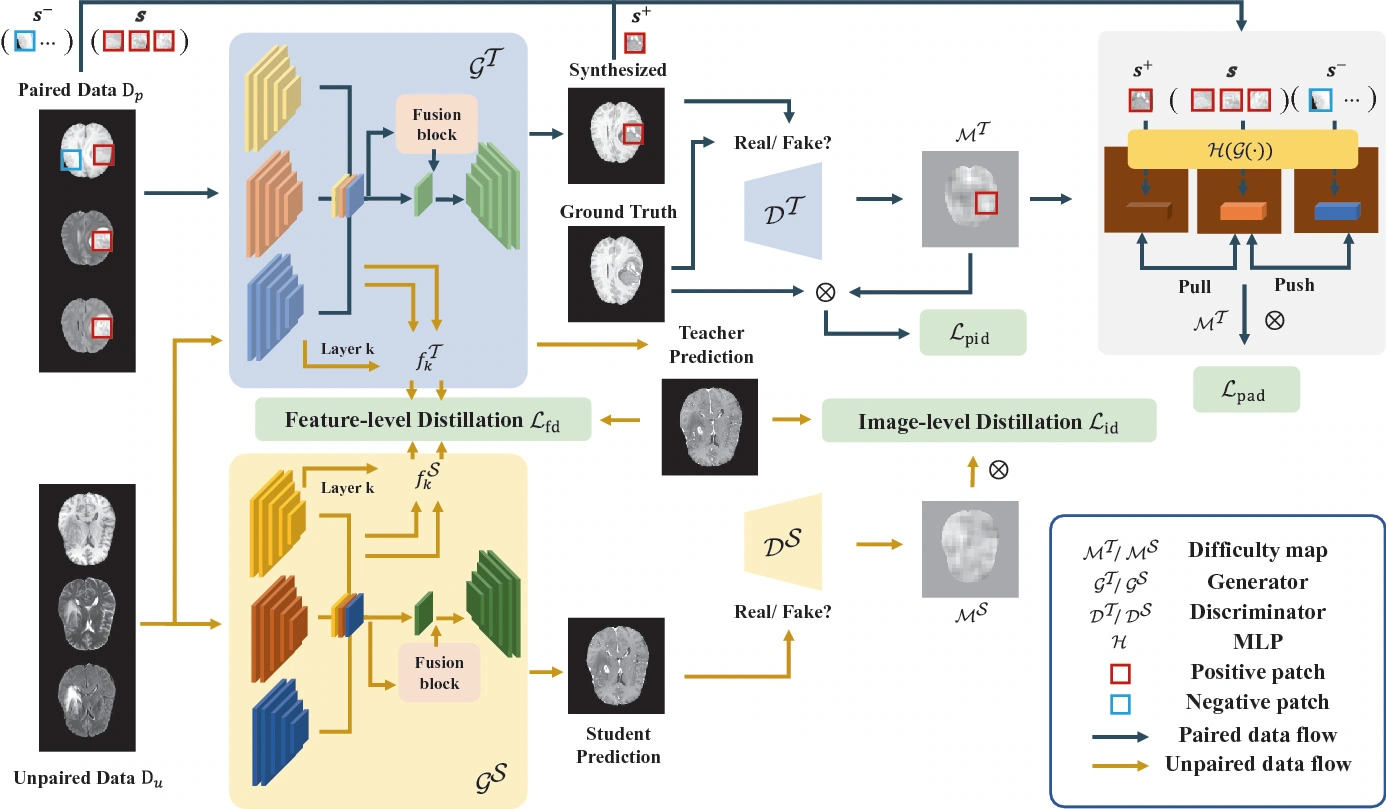 s⁻
s
( ... ) ( )
Paired Data Dₚ
𝒢^𝒯
Fusion
block
Layer k
f_k^𝒯
s⁺
Synthesized
Ground Truth
Real/ Fake?
𝒟^𝒯
ℳ^𝒯
⊗
ℒ_pid
s⁺ s s⁻
( ) ( ... )
ℋ(𝒢(·))
Pull
Push
ℳ^𝒯 ⊗
ℒ_pad
Teacher
Prediction
Feature-level Distillation ℒ_fd
Image-level Distillation ℒ_id
⊗
Unpaired Data Dᵤ
Layer k
f_k^𝒮
Fusion
block
𝒢^𝒮
Student
Prediction
𝒟^𝒮
Real/ Fake?
ℳ^𝒮
ℳ^𝒯/ ℳ^𝒮 Difficulty map
𝒢^𝒯/ 𝒢^𝒮 Generator
𝒟^𝒯/ 𝒟^𝒮 Discriminator
ℋ MLP
Positive patch
Negative patch
Paired data flow
Unpaired data flow